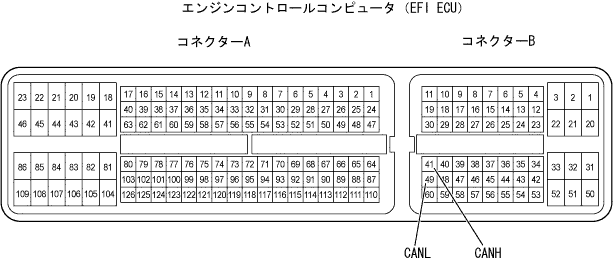 エンジンコントロールコンピュータ (EFI ECU)
コネクターA コネクターB
23 22 21 20 19 18 17 16 15 14 13 12 11 10 9 8 7 6 5 4 3 2 1 11 10 9 8 7 6 5 4 3 2 1
40 39 38 37 36 35 34 33 32 31 30 29 28 27 26 25 24 19 18 17 16 15 14 13 12
46 45 44 43 42 41 63 62 61 60 59 58 57 56 55 54 53 52 51 50 49 48 47 30 29 28 27 26 25 24 23 22 21 20
86 85 84 83 82 81 80 79 78 77 76 75 74 73 72 71 70 69 68 67 66 65 64 41 40 39 38 37 36 35 34 33 32 31
103 102 101 100 99 98 97 96 95 94 93 92 91 90 89 88 87 49 48 47 46 45 44 43 42
109 108 107 106 105 104 126 125 124 123 122 121 120 119 118 117 116 115 114 113 112 111 110 60 59 58 57 56 55 54 53 52 51 50
CANL CANH